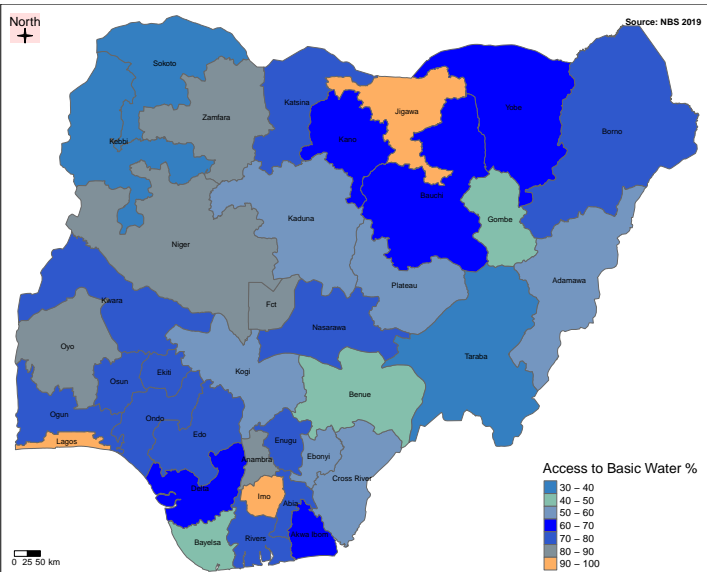 North
Source: NBS 2019
Sokoto
Katsina
Jigawa
Yobe
Borno
Zamfara
Kebbi
Kano
Bauchi
Gombe
Kaduna
Niger
Adamawa
Plateau
Kwara
Fct
Nasarawa
Oyo
Taraba
Kogi
Benue
Osun
Ekiti
Ogun
Ondo
Edo
Lagos
Enugu
Anambra
Ebonyi
Cross River
Delta
Imo
Abia
Bayelsa
Rivers
Akwa Ibom
Access to Basic Water %
30 – 40
40 – 50
50 – 60
60 – 70
70 – 80
80 – 90
90 – 100
0 25 50 km